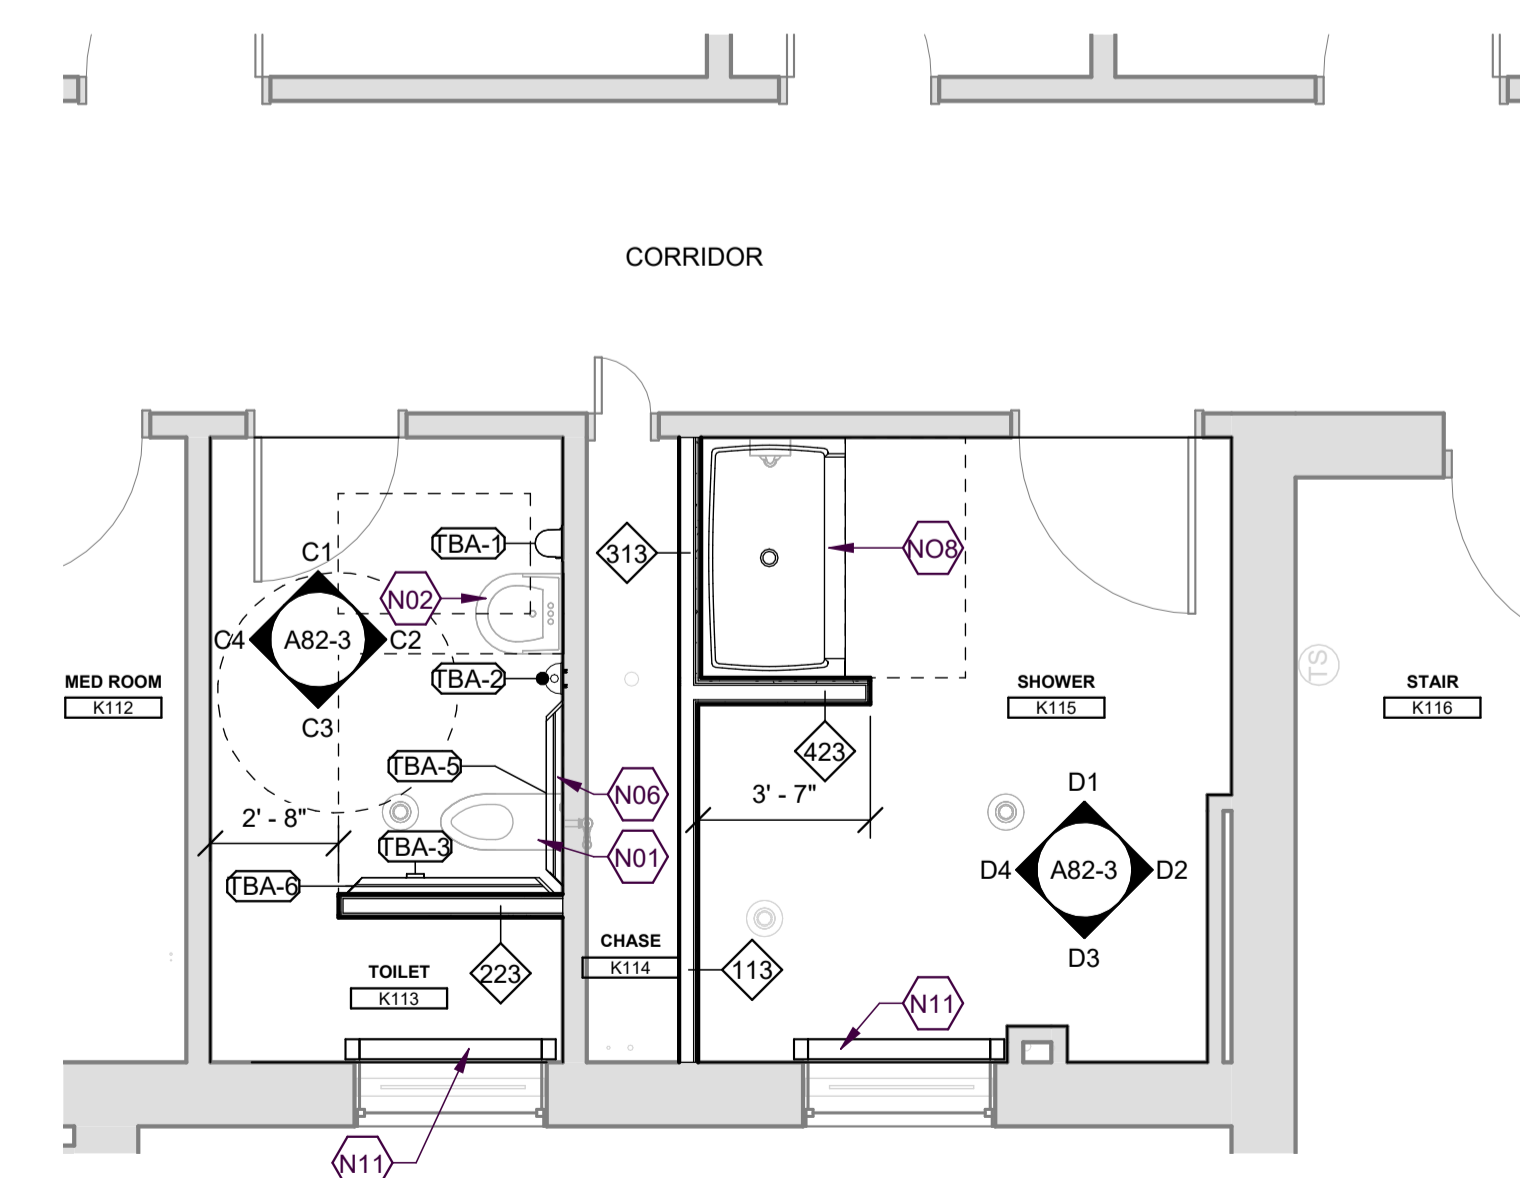 CORRIDOR
TBA-1
C1
313
NO8
N02
C4
A82-3
C2
TS
TBA-2
MED ROOM
K112
SHOWER
K115
STAIR
K116
C3
423
TBA-5
N06
3' - 7"
D1
2' - 8"
TBA-3
N01
D4
A82-3
D2
TBA-6
CHASE
K114
D3
TOILET
K113
223
113
N11
N11